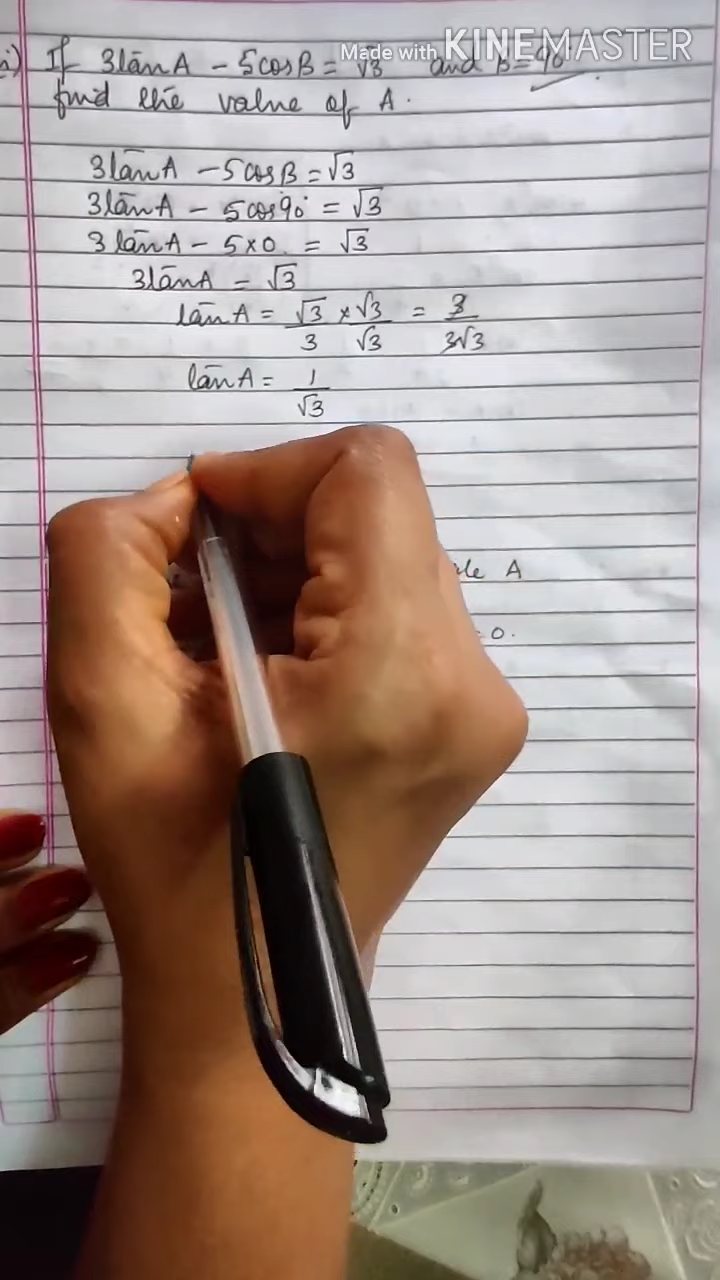 Made with KINEMASTER
i) If 3tanA - 5cosB = √3 and B = 90°
find the value of A.
3tanA - 5cosB = √3
3tanA - 5cos90° = √3
3tanA - 5×0 = √3
3tanA = √3
tanA = √3/3 × √3/√3 = 3/3√3
tanA = 1/√3
A
0.